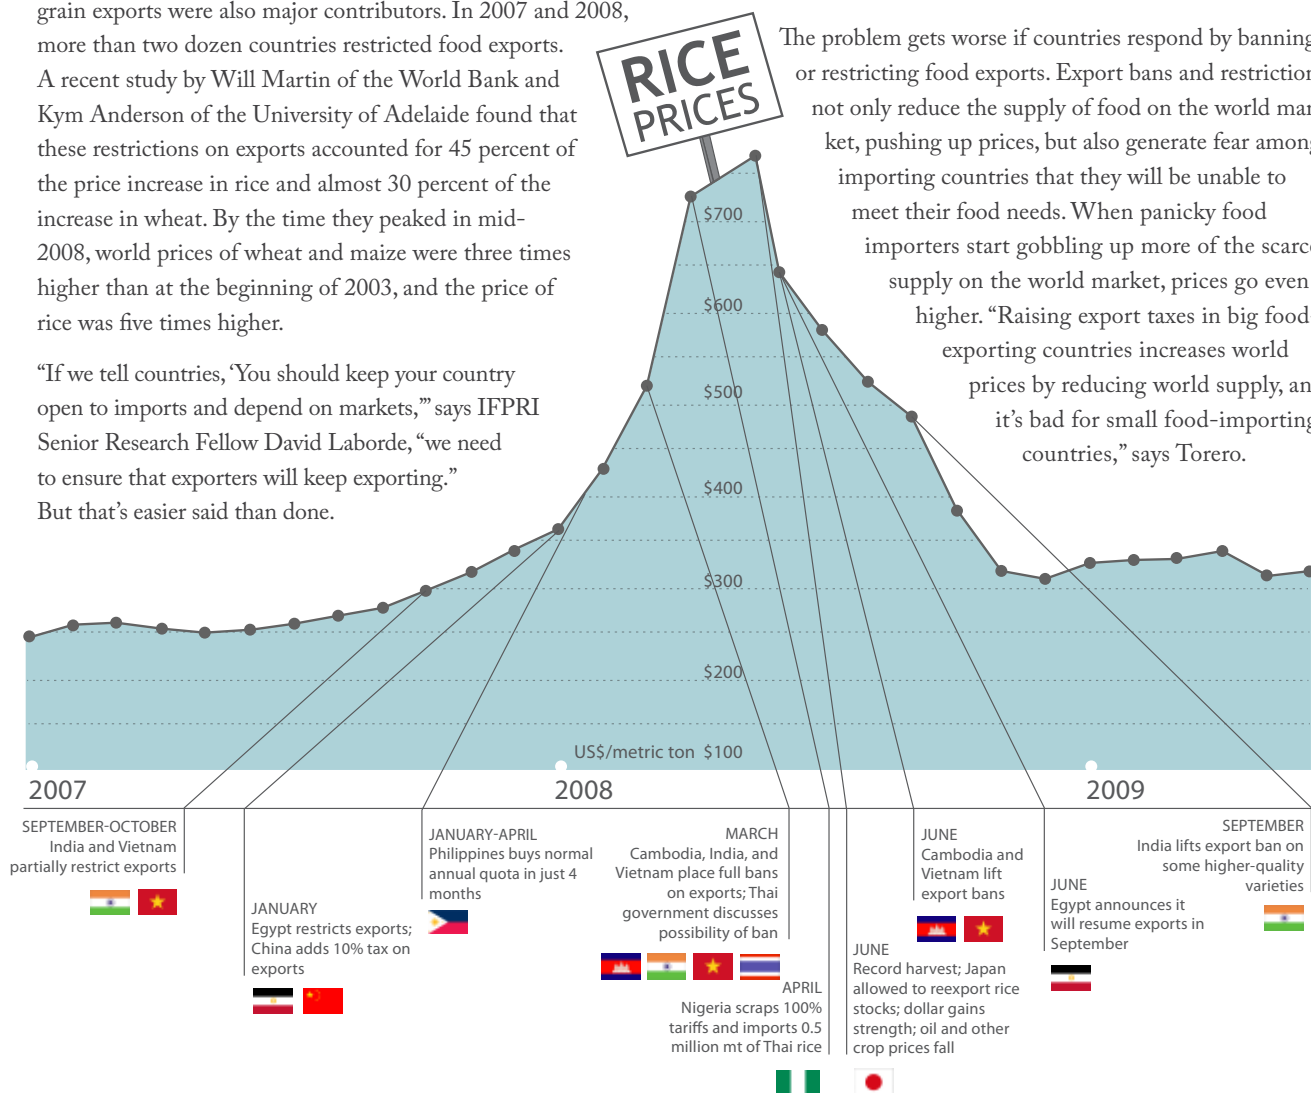 grain exports were also major contributors. In 2007 and 2008,
more than two dozen countries restricted food exports.
A recent study by Will Martin of the World Bank and
Kym Anderson of the University of Adelaide found that
these restrictions on exports accounted for 45 percent of
the price increase in rice and almost 30 percent of the
increase in wheat. By the time they peaked in mid-
2008, world prices of wheat and maize were three times
higher than at the beginning of 2003, and the price of
rice was five times higher.
“If we tell countries, ‘You should keep your country
open to imports and depend on markets,’” says IFPRI
Senior Research Fellow David Laborde, “we need
to ensure that exporters will keep exporting.”
But that’s easier said than done.
RICE
PRICES
The problem gets worse if countries respond by banning
or restricting food exports. Export bans and restriction
not only reduce the supply of food on the world mar
ket, pushing up prices, but also generate fear among
importing countries that they will be unable to
meet their food needs. When panicky food
importers start gobbling up more of the scarce
supply on the world market, prices go even
higher. “Raising export taxes in big food-
exporting countries increases world
prices by reducing world supply, an
it’s bad for small food-importing
countries,” says Torero.
$700
$600
$500
$400
$300
$200
US$/metric ton $100
2007
2008
2009
SEPTEMBER-OCTOBER
India and Vietnam
partially restrict exports
JANUARY
Egypt restricts exports;
China adds 10% tax on
exports
JANUARY-APRIL
Philippines buys normal
annual quota in just 4
months
MARCH
Cambodia, India, and
Vietnam place full bans
on exports; Thai
government discusses
possibility of ban
APRIL
Nigeria scraps 100%
tariffs and imports 0.5
million mt of Thai rice
JUNE
Record harvest; Japan
allowed to reexport rice
stocks; dollar gains
strength; oil and other
crop prices fall
JUNE
Cambodia and
Vietnam lift
export bans
JUNE
Egypt announces it
will resume exports in
September
SEPTEMBER
India lifts export ban on
some higher-quality
varieties